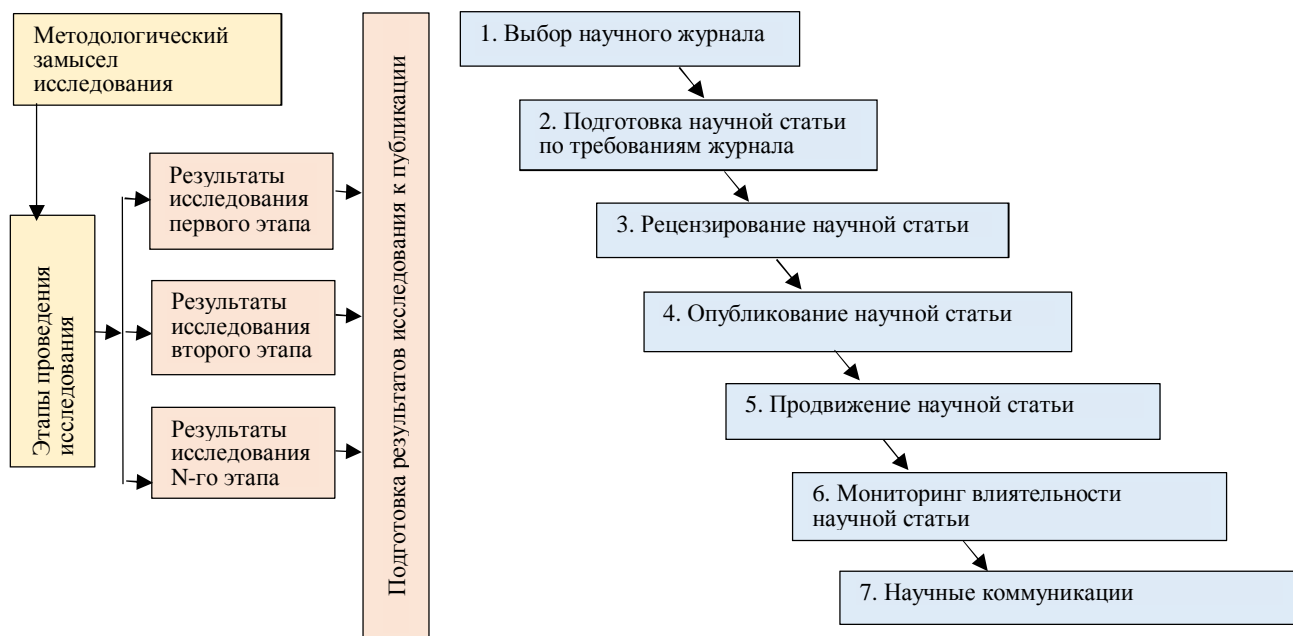 Методологический
замысел
исследования
Этапы проведения
исследования
Результаты
исследования
первого этапа
Результаты
исследования
второго этапа
Результаты
исследования
N-го этапа
Подготовка результатов исследования к публикации
1. Выбор научного журнала
2. Подготовка научной статьи
по требованиям журнала
3. Рецензирование научной статьи
4. Опубликование научной статьи
5. Продвижение научной статьи
6. Мониторинг влиятельности
научной статьи
7. Научные коммуникации